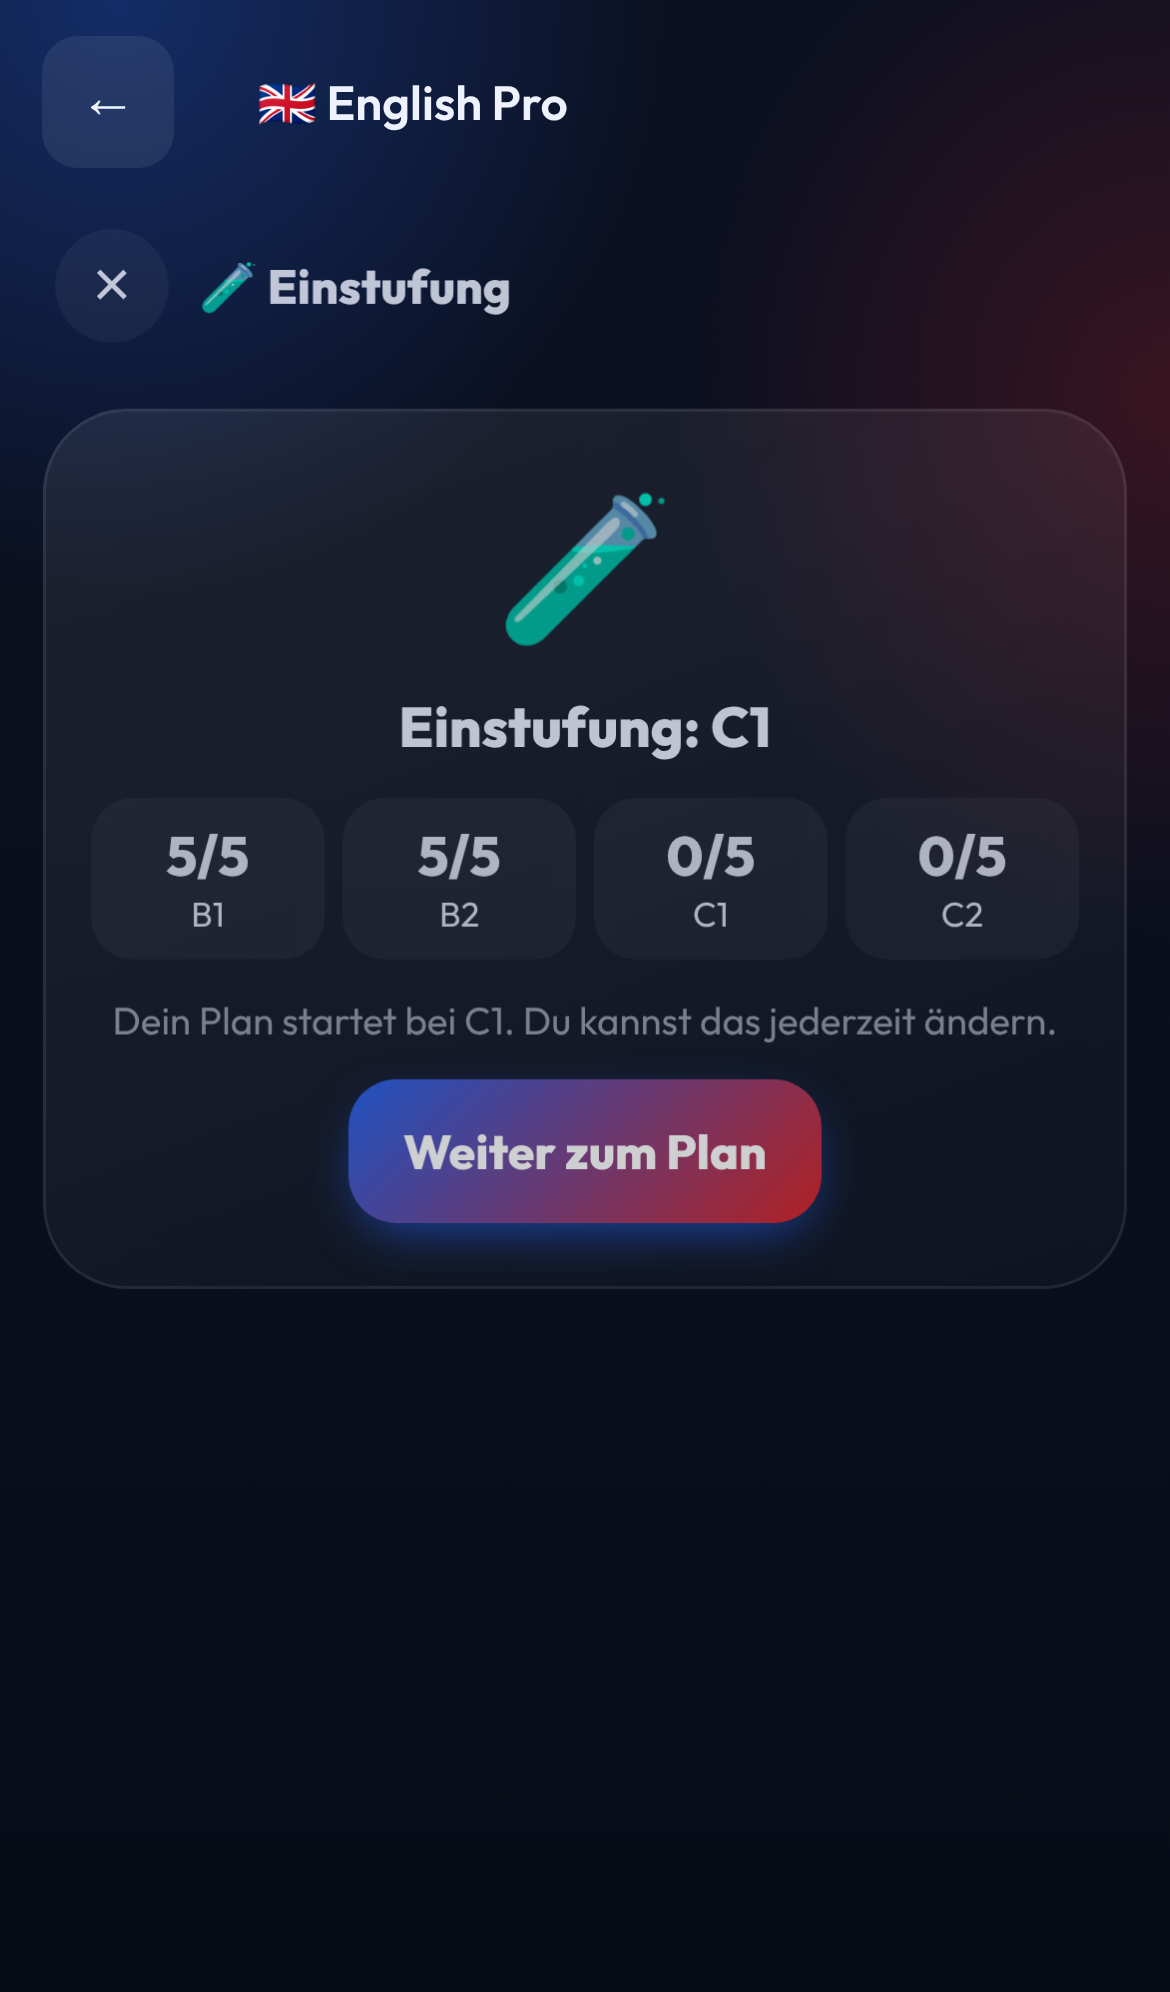 ← 🇬🇧 English Pro
✕ 🧪 Einstufung
Einstufung: C1
5/5 5/5 0/5 0/5
B1 B2 C1 C2
Dein Plan startet bei C1. Du kannst das jederzeit ändern.
Weiter zum Plan